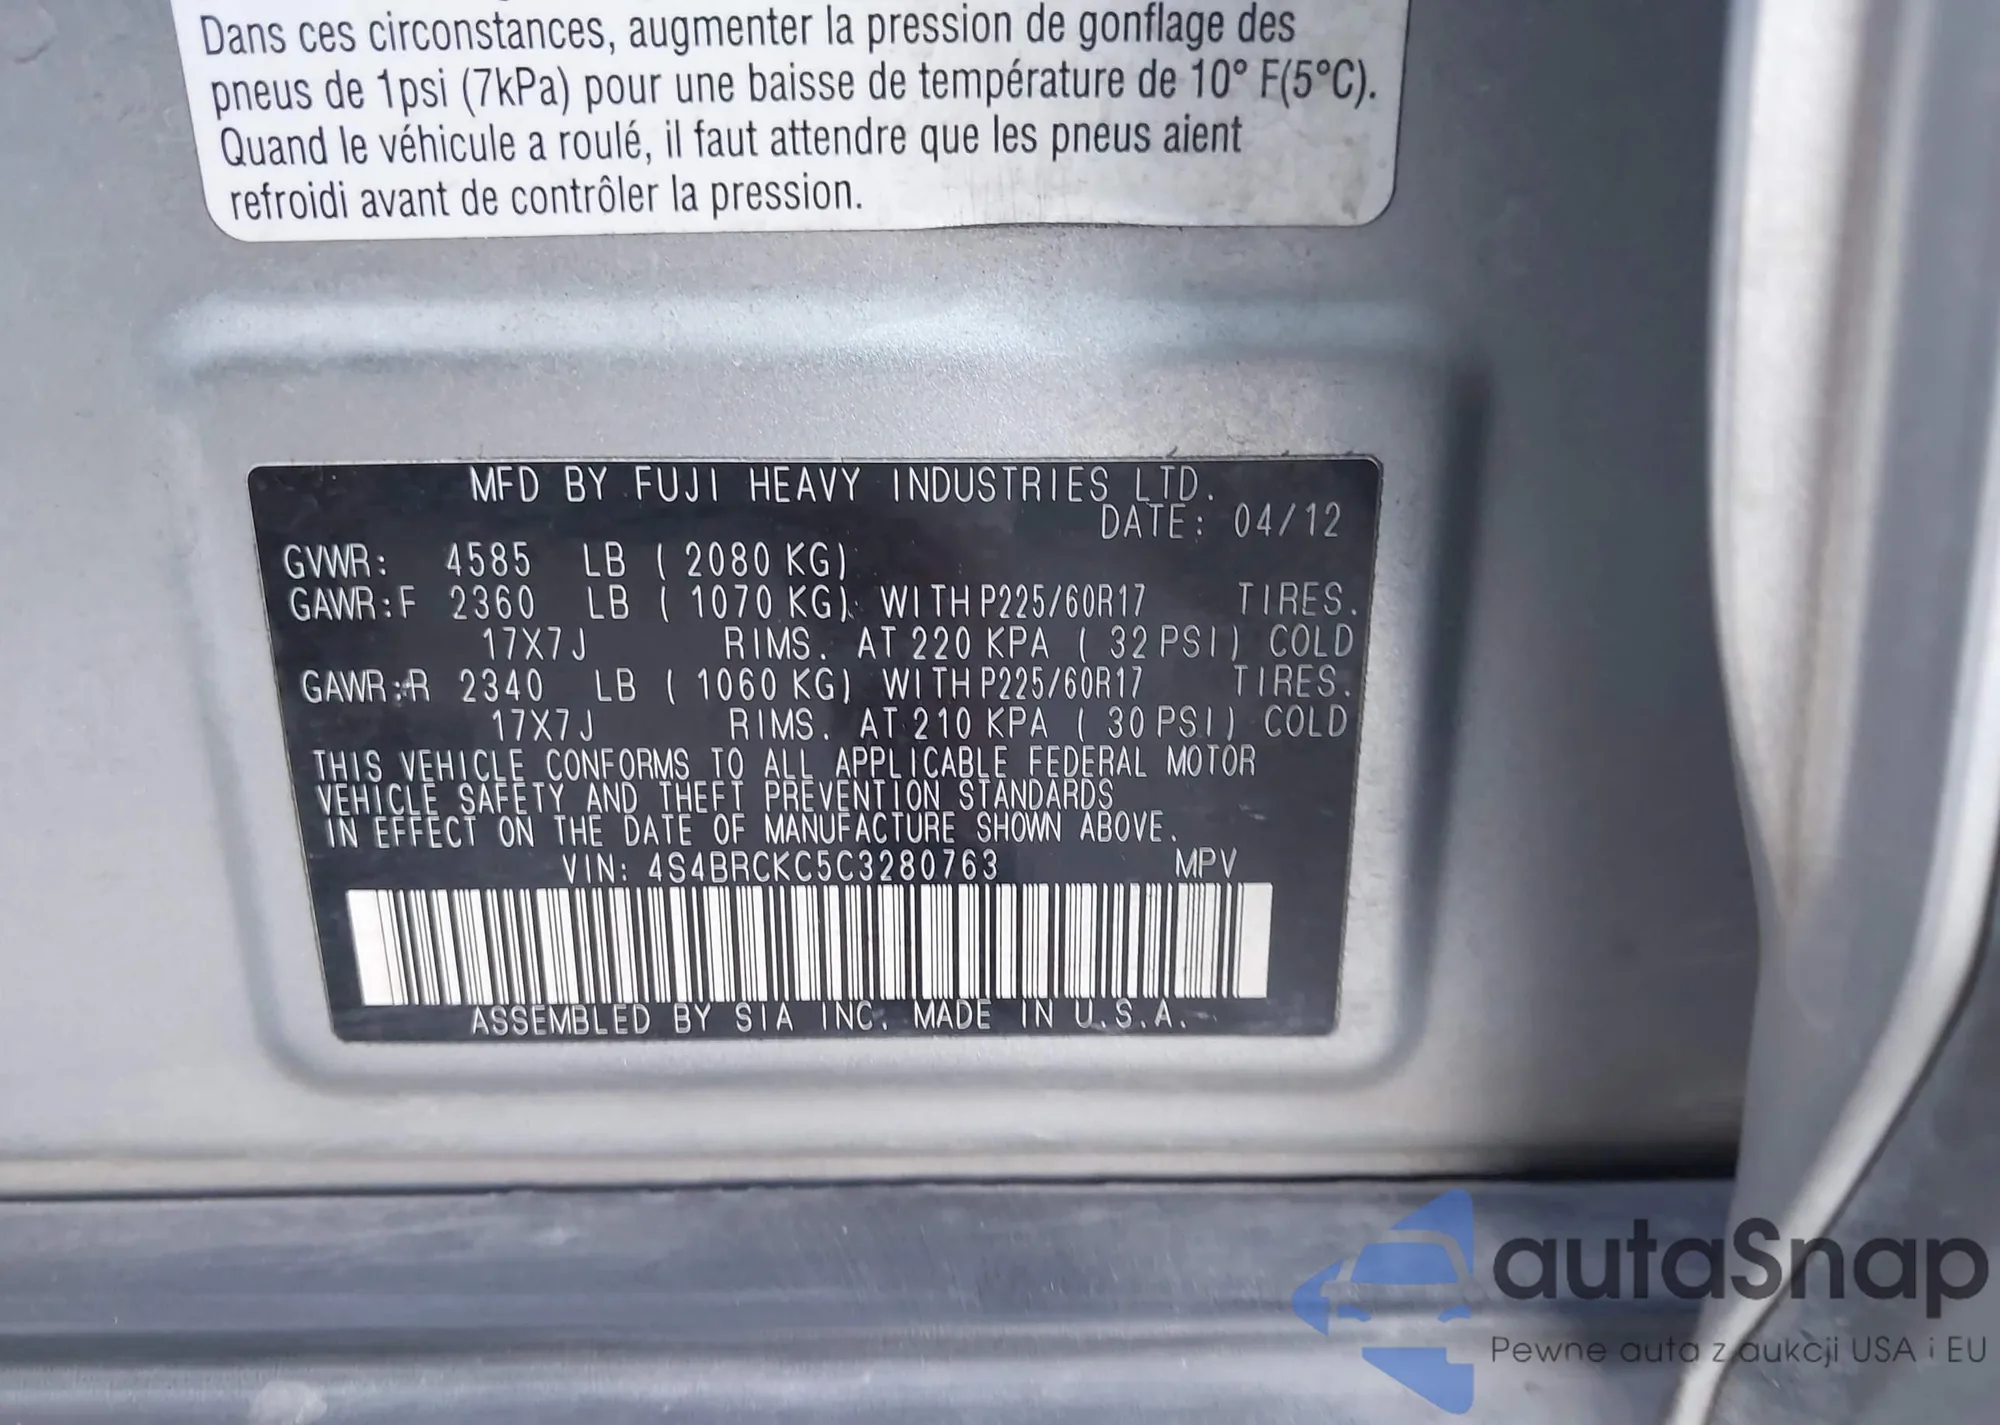 Dans ces circonstances, augmenter la pression de gonflage des
pneus de 1psi (7kPa) pour une baisse de température de 10° F(5°C).
Quand le véhicule a roulé, il faut attendre que les pneus aient
refroidi avant de contrôler la pression.
MFD BY FUJI HEAVY INDUSTRIES LTD.
DATE: 04/12
GVWR: 4585 LB ( 2080 KG)
GAWR:F 2360 LB ( 1070 KG) WITH P225/60R17 TIRES.
17X7J RIMS. AT 220 KPA ( 32 PSI) COLD
GAWR:R 2340 LB ( 1060 KG) WITH P225/60R17 TIRES.
17X7J RIMS. AT 210 KPA ( 30 PSI) COLD
THIS VEHICLE CONFORMS TO ALL APPLICABLE FEDERAL MOTOR
VEHICLE SAFETY AND THEFT PREVENTION STANDARDS
IN EFFECT ON THE DATE OF MANUFACTURE SHOWN ABOVE.
VIN: 4S4BRCKC5C3280763 MPV
ASSEMBLED BY SIA INC. MADE IN U.S.A.
autaSnap
Pewne auta z aukcji USA i EU